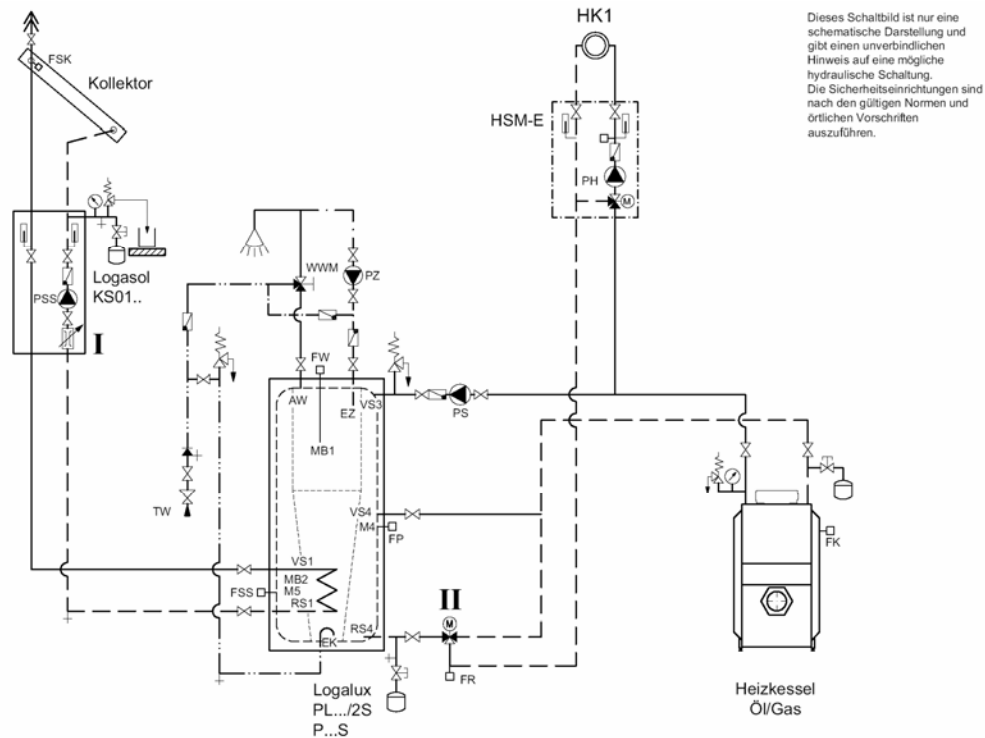 HK1
Dieses Schaltbild ist nur eine
schematische Darstellung und
gibt einen unverbindlichen
Hinweis auf eine mögliche
hydraulische Schaltung.
Die Sicherheitseinrichtungen sind
nach den gültigen Normen und
örtlichen Vorschriften
auszuführen.
FSK
Kollektor
HSM-E
PH
M
Logasol
KS01..
PSS
I
WWM
PZ
FW
AW
EZ
VS3
PS
MB1
TW
VS4
M4
FP
FK
VS1
MB2
M5
FSS
RS1
EK
RS4
II
M
FR
Logalux
PL.../2S
P...S
Heizkessel
Öl/Gas